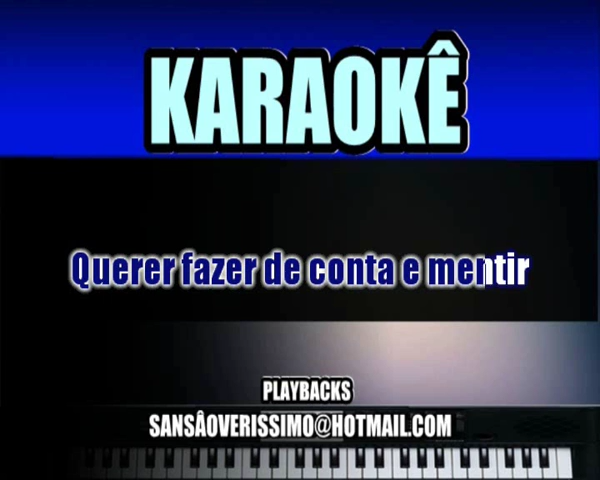 KARAOKÊ
Querer fazer de conta e mentir
PLAYBACKS
SANSÂOVERISSIMO@HOTMAIL.COM